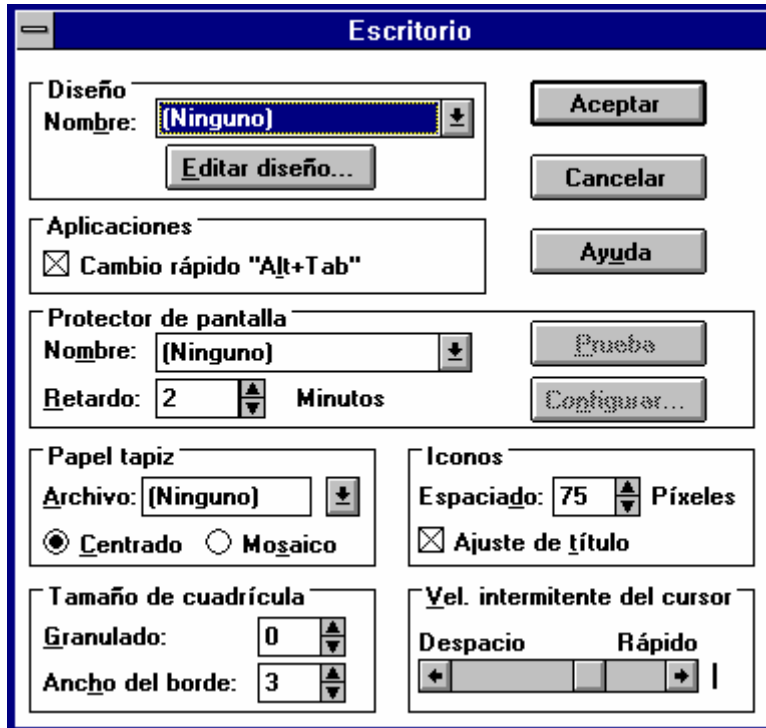 Escritorio
Diseño
Nombre: (Ninguno)
Editar diseño...
Aceptar
Cancelar
Ayuda
Aplicaciones
Cambio rápido "Alt+Tab"
Protector de pantalla
Nombre: (Ninguno)
Retardo: 2 Minutos
Prueba
Configurar...
Papel tapiz
Archivo: (Ninguno)
Centrado Mosaico
Iconos
Espaciado: 75 Píxeles
Ajuste de título
Tamaño de cuadrícula
Granulado: 0
Ancho del borde: 3
Vel. intermitente del cursor
Despacio Rápido